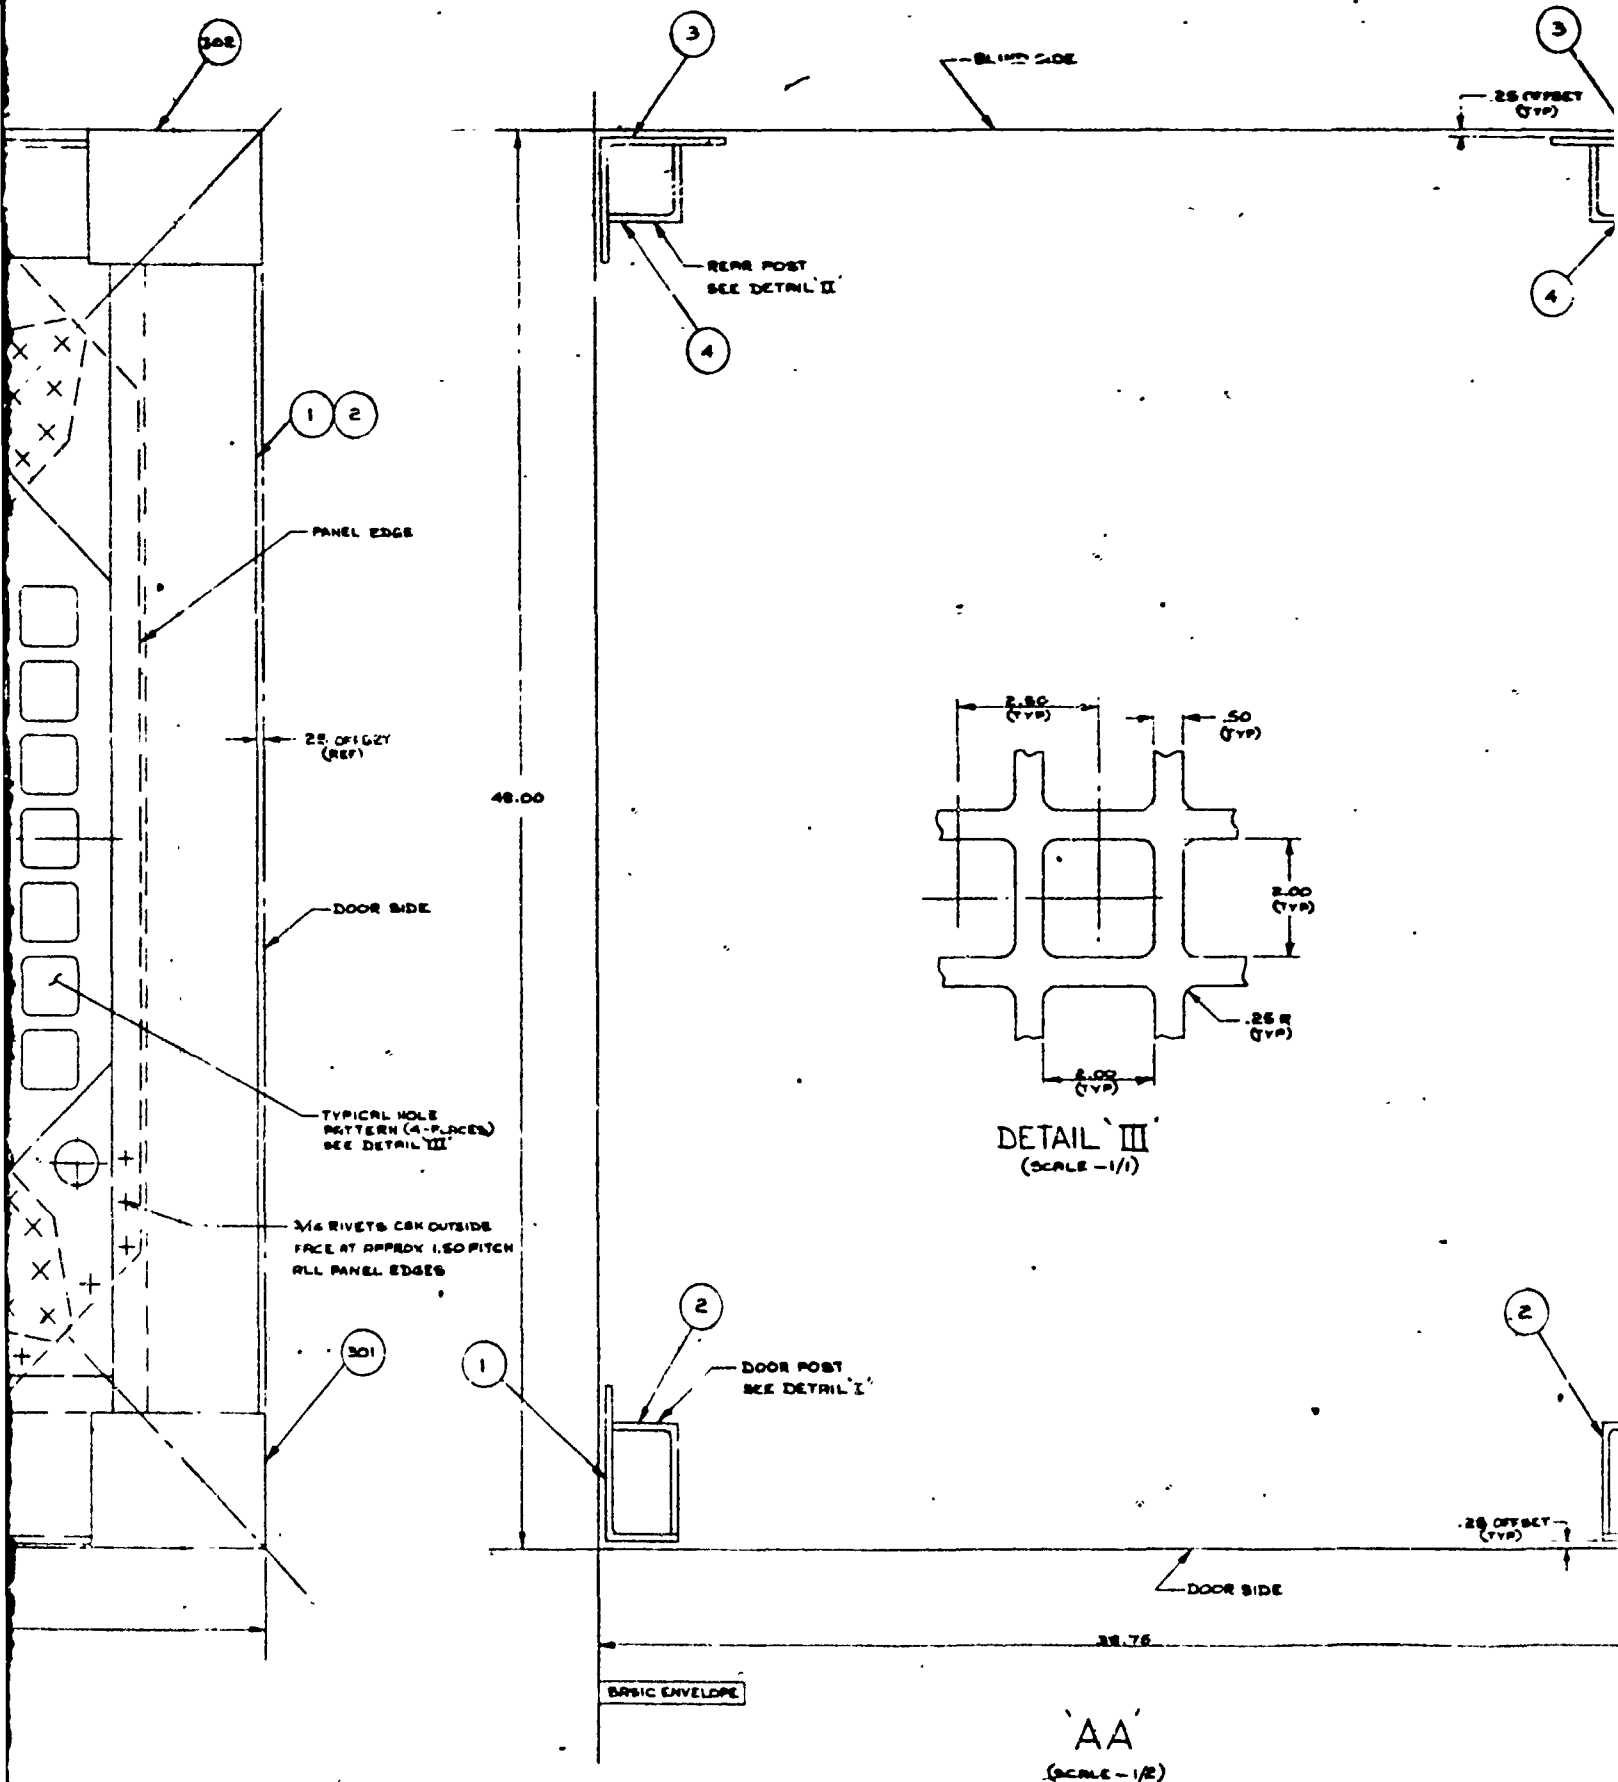 302
3
BLIND SIDE
3
.25 OFFSET
(TYP)
REAR POST
SEE DETAIL 'II'
4
4
1 2
PANEL EDGE
2.50
(TYP)
.50
(TYP)
.25 OFFSET
(REF)
48.00
2.00
(TYP)
DOOR SIDE
.25 R
(TYP)
2.00
(TYP)
TYPICAL HOLE
PATTERN (4-PLACES)
SEE DETAIL 'III'
DETAIL 'III'
(SCALE - 1/1)
3/16 RIVETS CSK OUTSIDE
FACE AT APPROX 1.50 PITCH
ALL PANEL EDGES
2
2
301
1
DOOR POST
SEE DETAIL 'I'
.25 OFFSET
(TYP)
DOOR SIDE
BASIC ENVELOPE
'AA'
(SCALE - 1/2)